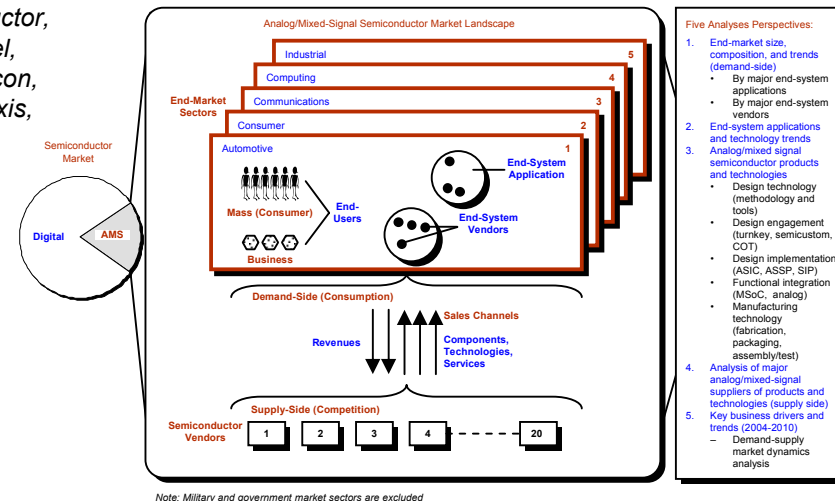 Analog/Mixed-Signal Semiconductor Market Landscape
Industrial
5
Computing
4
End-Market
Sectors
Communications
3
Consumer
2
Automotive
1
Mass (Consumer)
Business
End-
Users
End-System
Application
End-System
Vendors
Semiconductor
Market
Digital
AMS
Demand-Side (Consumption)
Revenues
Sales Channels
Components,
Technologies,
Services
Supply-Side (Competition)
Semiconductor
Vendors
1
2
3
4
20
Note: Military and government market sectors are excluded
Five Analyses Perspectives:
1. End-market size,
composition, and trends
(demand-side)
• By major end-system
applications
• By major end-system
vendors
2. End-system applications
and technology trends
3. Analog/mixed signal
semiconductor products
and technologies
• Design technology
(methodology and
tools)
• Design engagement
(turnkey, semicustom,
COT)
• Design implementation
(ASIC, ASSP, SIP)
• Functional integration
(MSoC, analog)
• Manufacturing
technology
(fabrication,
packaging,
assembly/test)
4. Analysis of major
analog/mixed-signal
suppliers of products and
technologies (supply side)
5. Key business drivers and
trends (2004-2010)
– Demand-supply
market dynamics
analysis